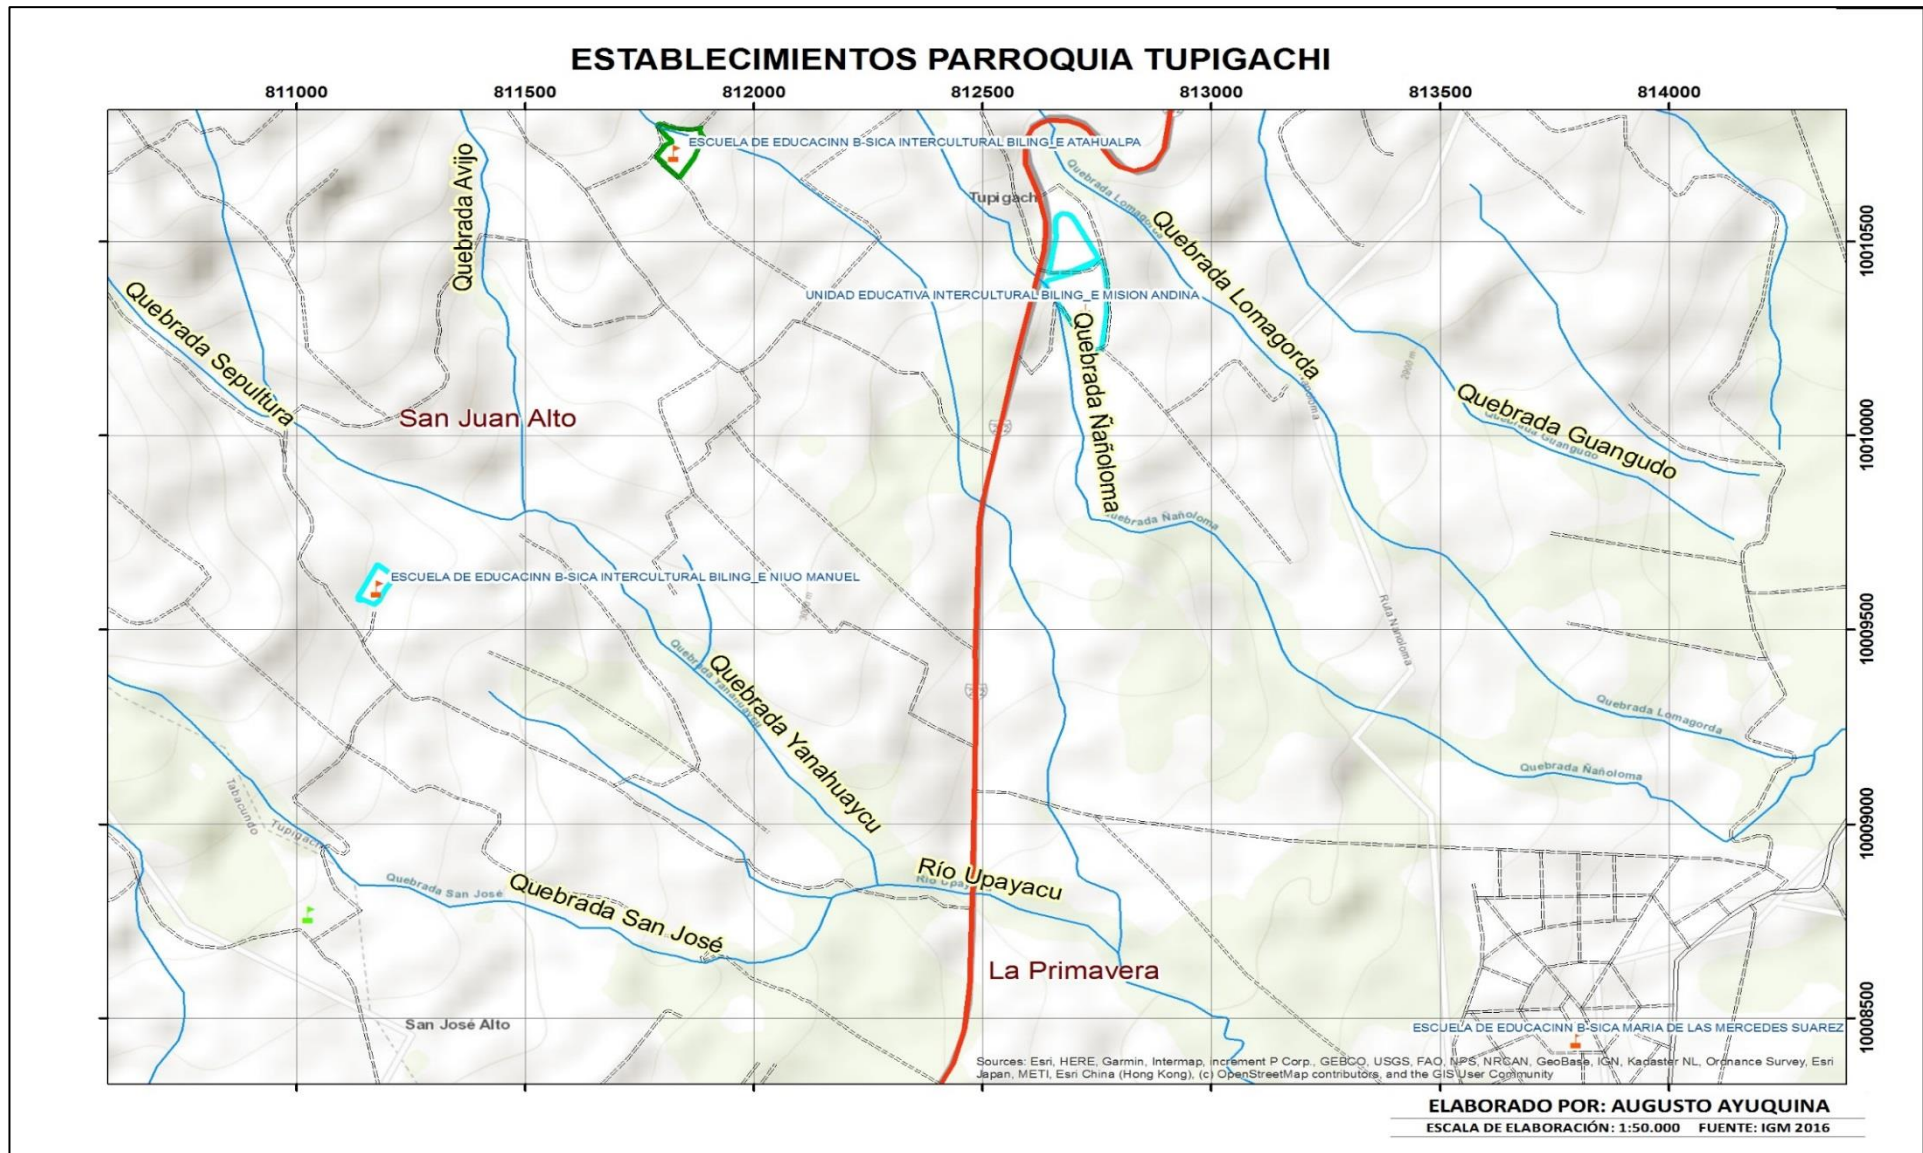 ESTABLECIMIENTOS PARROQUIA TUPIGACHI
811000 811500 812000 812500 813000 813500 814000
ESCUELA DE EDUCACINN B-SICA INTERCULTURAL BILING_E ATAHUALPA
Quebrada Avijo
Quebrada Lomagorda
Tupigachi
Quebrada Lomagorda
10010500
Quebrada Sepultura
UNIDAD EDUCATIVA INTERCULTURAL BILING_E MISION ANDINA
Quebrada Ñañoloma
2900 m
Ñañoloma
San Juan Alto
Quebrada Guangudo
Quebrada Guangudo
10010000
Quebrada Ñañoloma
ESCUELA DE EDUCACINN B-SICA INTERCULTURAL BILING_E NIUO MANUEL
3000 m
Ruta Ñañoloma
10009500
Quebrada Yanahuaycu
Quebrada Yanahuaycu
Quebrada Lomagorda
Quebrada Ñañoloma
Tabacundo
Tupigachi
10009000
Quebrada San José
Quebrada San José
Río Upayacu
Río Upayacu
La Primavera
San José Alto
10008500
ESCUELA DE EDUCACINN B-SICA MARIA DE LAS MERCEDES SUAREZ
Sources: Esri, HERE, Garmin, Intermap, increment P Corp., GEBCO, USGS, FAO, NPS, NRCAN, GeoBase, IGN, Kadaster NL, Ordnance Survey, Esri
Japan, METI, Esri China (Hong Kong), (c) OpenStreetMap contributors, and the GIS User Community
ELABORADO POR: AUGUSTO AYUQUINA
ESCALA DE ELABORACIÓN: 1:50.000 FUENTE: IGM 2016